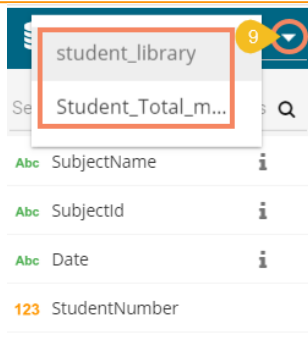 student_library
9
Student_Total_m...
Se s
Abc SubjectName i
Abc SubjectId i
Abc Date i
123 StudentNumber